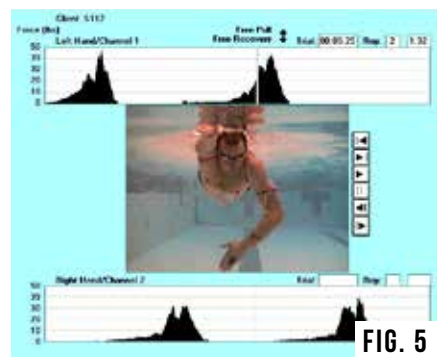 Client S117
Force (lbs)
Left Hand/Channel 1
Free Pull
Free Recovery
Trial 00:05.25 Rep 2 1.32
50
40
30
20
10
0
Right Hand/Channel 2
Trial Rep
50
40
30
20
10
0
FIG. 5